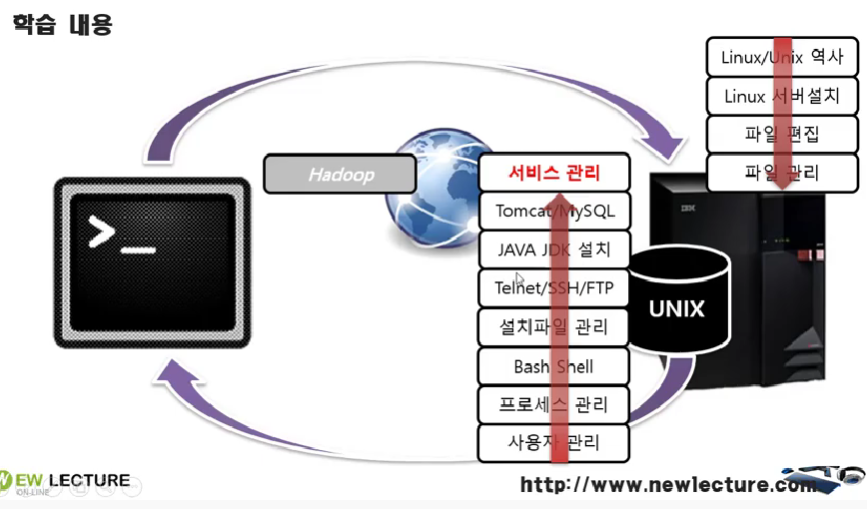 학습 내용
Linux/Unix 역사
Linux 서버설치
파일 편집
파일 관리
Hadoop
서비스 관리
Tomcat/MySQL
JAVA JDK 설치
Telnet/SSH/FTP
설치파일 관리
Bash Shell
프로세스 관리
사용자 관리
IBM
UNIX
>_
NEW LECTURE
ON-LINE
http://www.newlecture.com